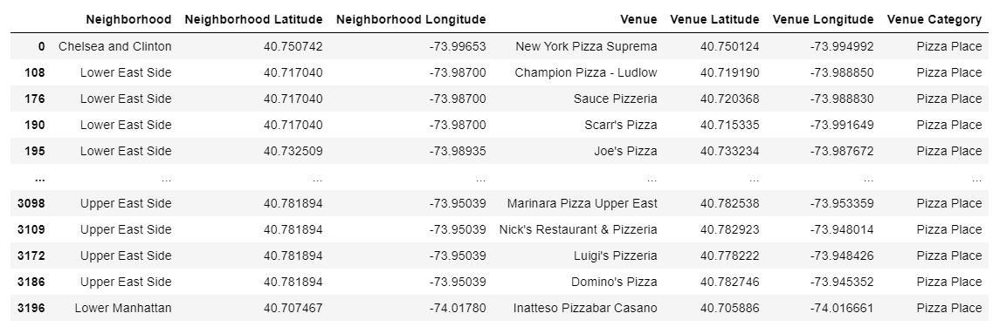 Neighborhood Neighborhood Latitude Neighborhood Longitude Venue Venue Latitude Venue Longitude Venue Category
0 Chelsea and Clinton 40.750742 -73.99653 New York Pizza Suprema 40.750124 -73.994992 Pizza Place
108 Lower East Side 40.717040 -73.98700 Champion Pizza - Ludlow 40.719190 -73.988850 Pizza Place
176 Lower East Side 40.717040 -73.98700 Sauce Pizzeria 40.720368 -73.988830 Pizza Place
190 Lower East Side 40.717040 -73.98700 Scarr's Pizza 40.715335 -73.991649 Pizza Place
195 Lower East Side 40.732509 -73.98935 Joe's Pizza 40.733234 -73.987672 Pizza Place
... ... ... ... ... ... ... ...
3098 Upper East Side 40.781894 -73.95039 Marinara Pizza Upper East 40.782538 -73.953359 Pizza Place
3109 Upper East Side 40.781894 -73.95039 Nick's Restaurant & Pizzeria 40.782923 -73.948014 Pizza Place
3172 Upper East Side 40.781894 -73.95039 Luigi's Pizzeria 40.778222 -73.948426 Pizza Place
3186 Upper East Side 40.781894 -73.95039 Domino's Pizza 40.782746 -73.945352 Pizza Place
3196 Lower Manhattan 40.707467 -74.01780 Inatteso Pizzabar Casano 40.705886 -74.016661 Pizza Place